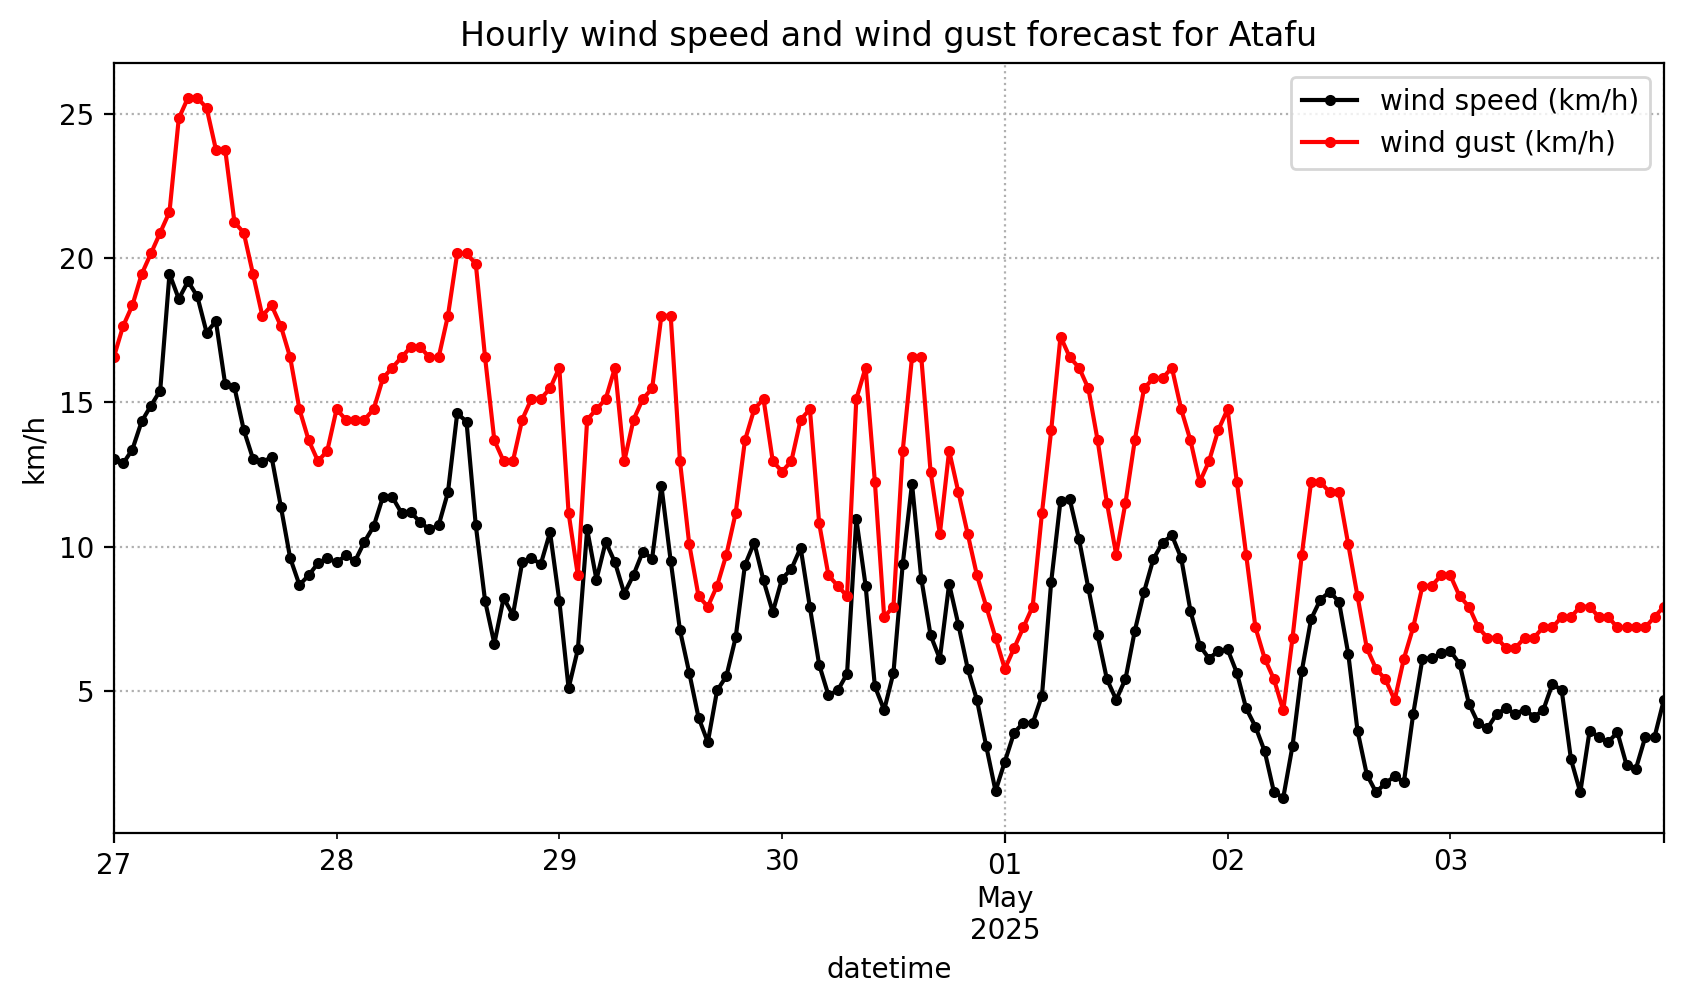 Hourly wind speed and wind gust forecast for Atafu
wind speed (km/h)
wind gust (km/h)
25
20
15
10
5
km/h
27 28 29 30 01 02 03
May
2025
datetime